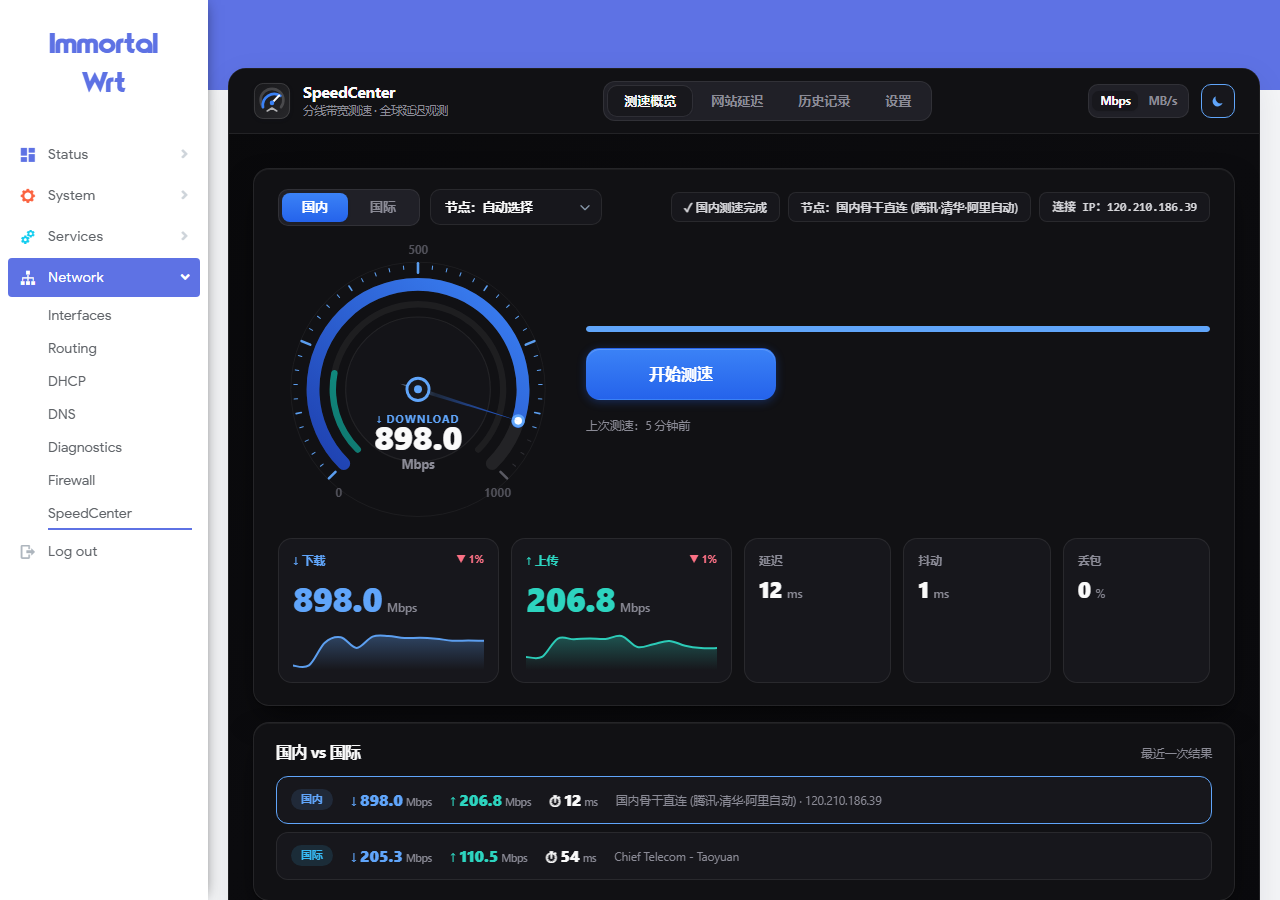 Immortal
Wrt
Status
System
Services
Network
Interfaces
Routing
DHCP
DNS
Diagnostics
Firewall
SpeedCenter
Log out
SpeedCenter
分线带宽测速 · 全球延迟观测
测速概览 网站延迟 历史记录 设置
Mbps MB/s
国内 国际
节点：自动选择
✓ 国内测速完成
节点：国内骨干直连 (腾讯·清华·阿里自动)
连接 IP：120.210.186.39
500
↓ DOWNLOAD
898.0
Mbps
0
1000
开始测速
上次测速：5 分钟前
↓ 下载 ▼ 1%
898.0 Mbps
↑ 上传 ▼ 1%
206.8 Mbps
延迟
12 ms
抖动
1 ms
丢包
0 %
国内 vs 国际
最近一次结果
国内 ↓ 898.0 Mbps ↑ 206.8 Mbps ⏱ 12 ms 国内骨干直连 (腾讯·清华·阿里自动) · 120.210.186.39
国际 ↓ 205.3 Mbps ↑ 110.5 Mbps ⏱ 54 ms Chief Telecom - Taoyuan